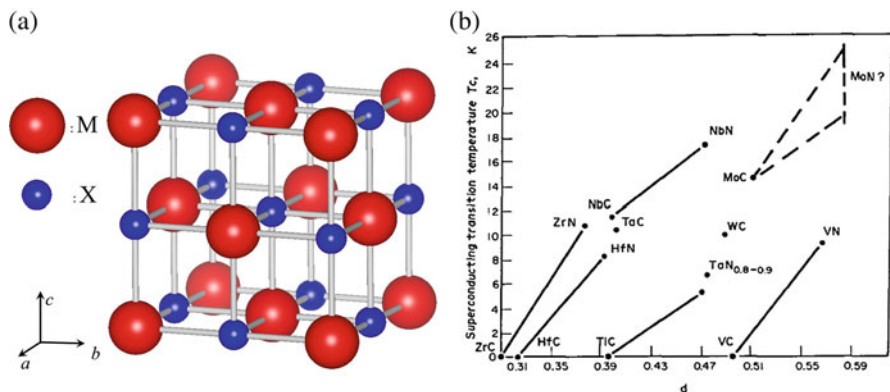 (a)
: M
: X
c
a
b
(b)
Superconducting transition temperature Tc, K
26
24
22
20
18
16
14
12
10
8
6
4
2
0
MoN ?
NbN
MoC
NbC
TaC
ZrN
WC
HfN
VN
TaN0.8–0.9
ZrC
HfC
TlC
VC
0.31
0.35
0.39
0.43
0.47
0.51
0.55
0.59
d